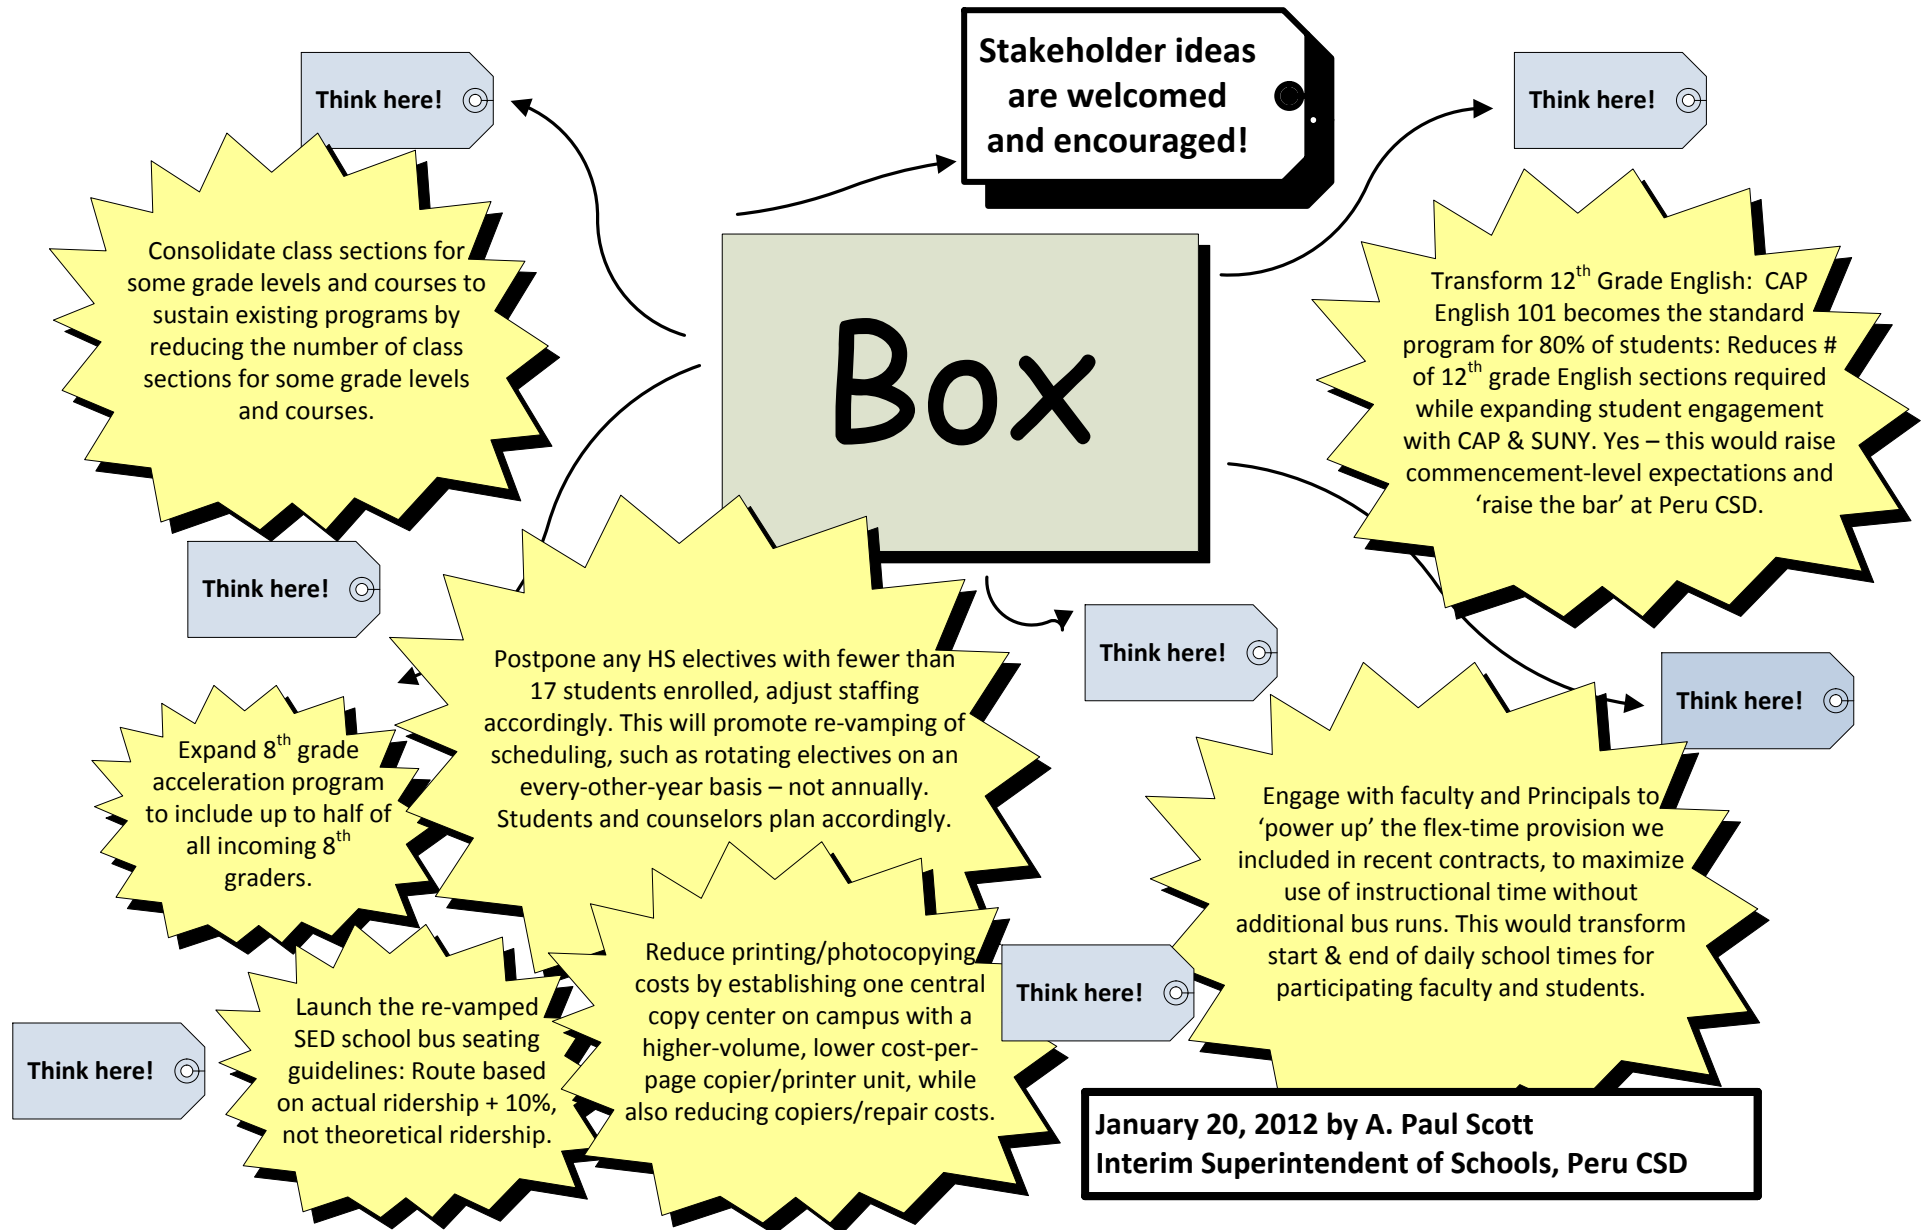 Stakeholder ideas
are welcomed
and encouraged!
Think here!
Think here!
Consolidate class sections for
some grade levels and courses to
sustain existing programs by
reducing the number of class
sections for some grade levels
and courses.
Box
Transform 12th Grade English:  CAP
English 101 becomes the standard
program for 80% of students: Reduces #
of 12th grade English sections required
while expanding student engagement
with CAP & SUNY. Yes – this would raise
commencement-level expectations and
‘raise the bar’ at Peru CSD.
Think here!
Think here!
Think here!
Postpone any HS electives with fewer than
17 students enrolled, adjust staffing
accordingly. This will promote re-vamping of
scheduling, such as rotating electives on an
every-other-year basis – not annually.
Students and counselors plan accordingly.
Expand 8th grade
acceleration program
to include up to half of
all incoming 8th
graders.
Engage with faculty and Principals to
‘power up’ the flex-time provision we
included in recent contracts, to maximize
use of instructional time without
additional bus runs. This would transform
start & end of daily school times for
participating faculty and students.
Reduce printing/photocopying
costs by establishing one central
copy center on campus with a
higher-volume, lower cost-per-
page copier/printer unit, while
also reducing copiers/repair costs.
Think here!
Think here!
Launch the re-vamped
SED school bus seating
guidelines: Route based
on actual ridership + 10%,
not theoretical ridership.
January 20, 2012 by A. Paul Scott
Interim Superintendent of Schools, Peru CSD